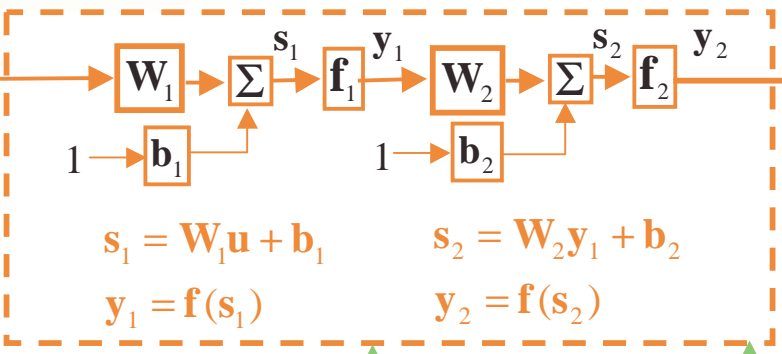 s₁ y₁ s₂ y₂
W₁ Σ f₁ W₂ Σ f₂
1 b₁ 1 b₂
s₁ = W₁u + b₁ s₂ = W₂y₁ + b₂
y₁ = f(s₁) y₂ = f(s₂)